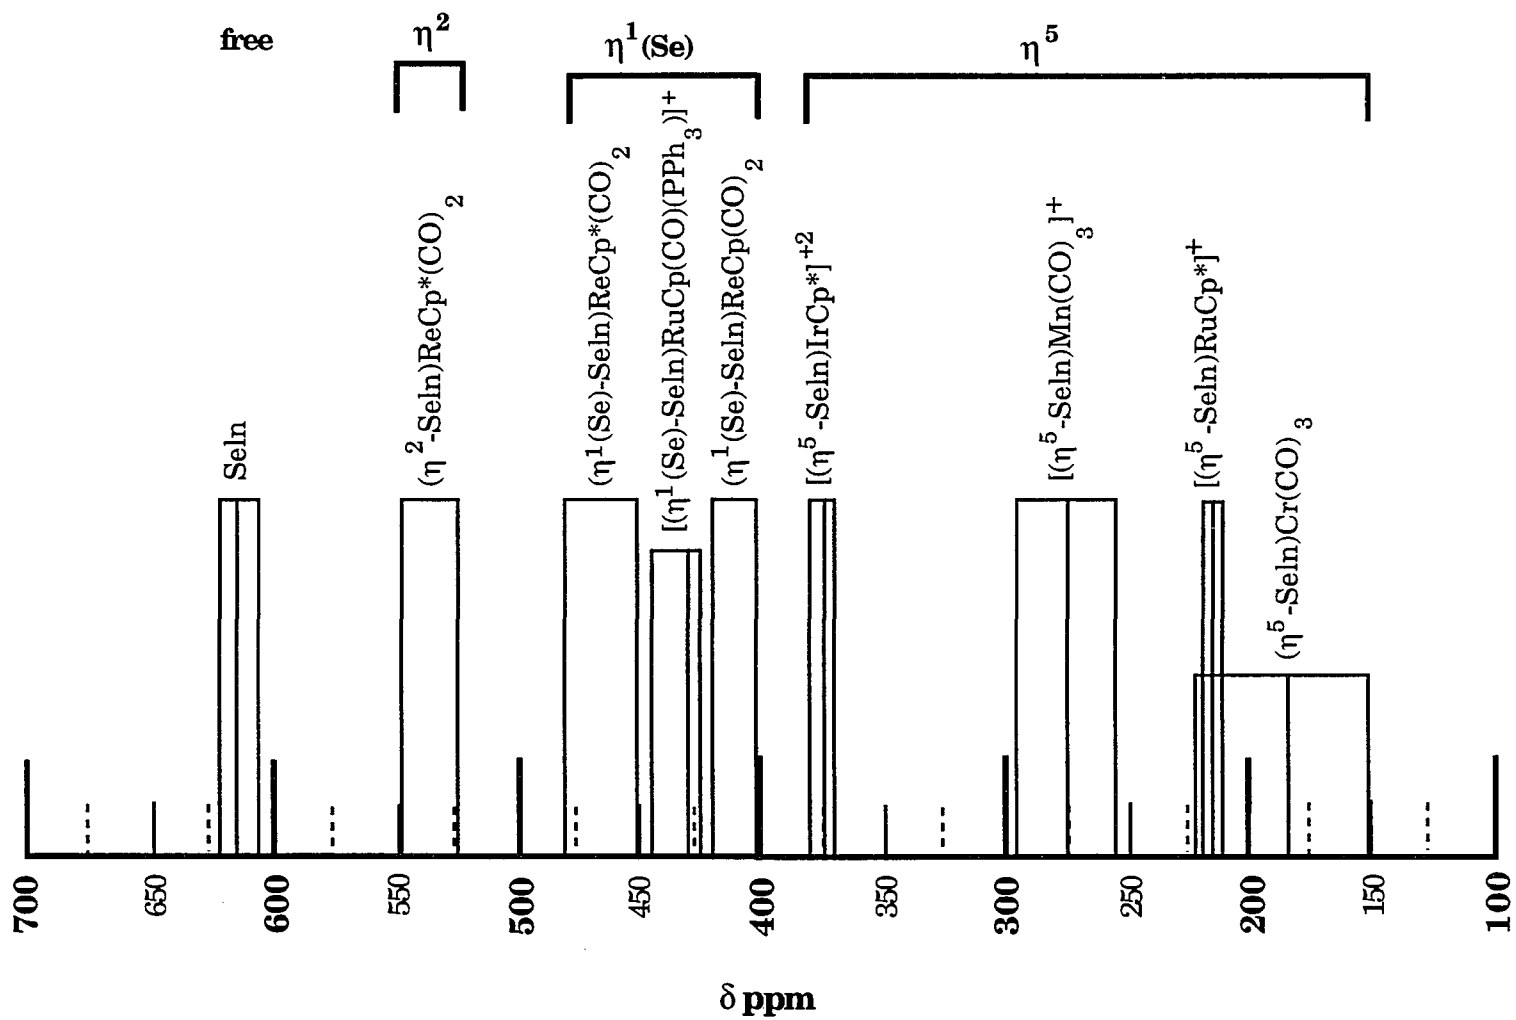 free
η²
η¹(Se)
η⁵
Seln
(η²-Seln)ReCp*(CO)₂
(η¹(Se)-Seln)ReCp*(CO)₂
[(η¹(Se)-Seln)RuCp(CO)(PPh₃)]⁺
(η¹(Se)-Seln)ReCp(CO)₂
[(η⁵-Seln)IrCp*]⁺²
[(η⁵-Seln)Mn(CO)₃]⁺
[(η⁵-Seln)RuCp*]⁺
(η⁵-Seln)Cr(CO)₃
700
650
600
550
500
450
400
350
300
250
200
150
100
δ ppm